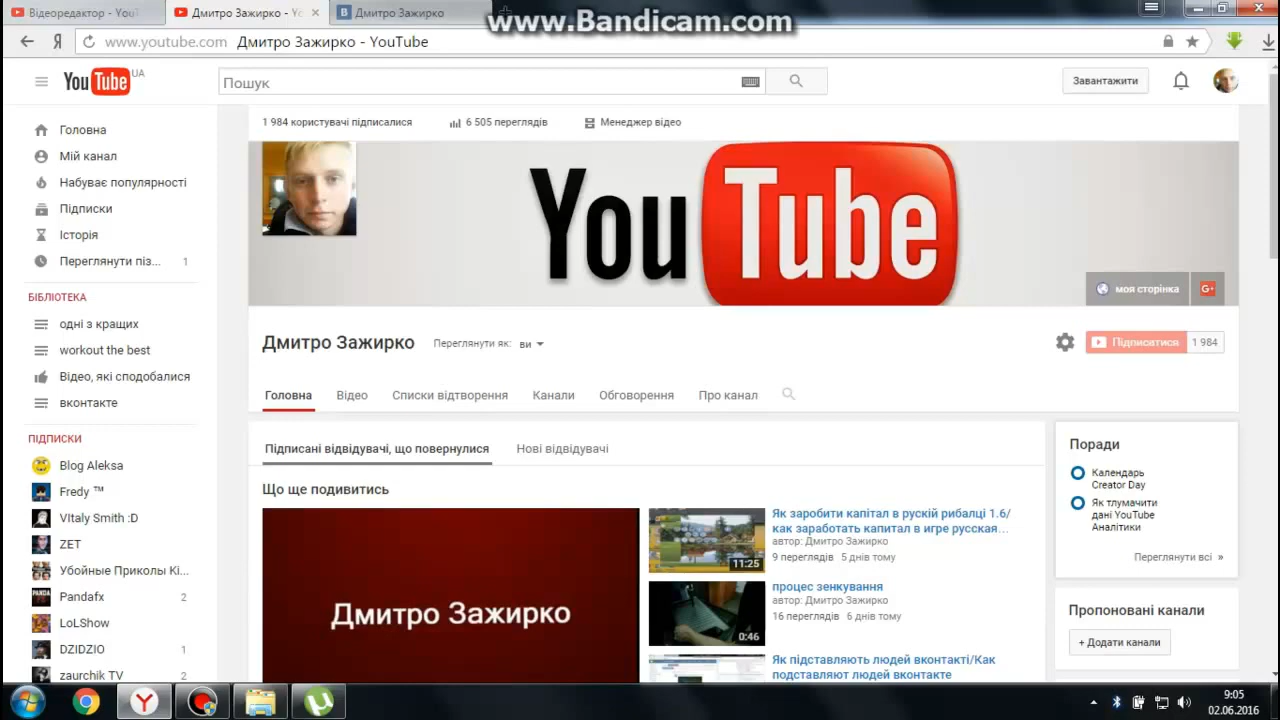 Відеоредактор - YouT
Дмитро Зажирко - Yo
Дмитро Зажирко
www.Bandicam.com
www.youtube.com Дмитро Зажирко - YouTube
YouTube UA
Пошук
Завантажити
Головна
Мій канал
Набуває популярності
Підписки
Історія
Переглянути піз... 1
БІБЛІОТЕКА
одні з кращих
workout the best
Відео, які сподобалися
вконтакте
ПІДПИСКИ
Blog Aleksa
Fredy ™
VItaly Smith :D
ZET
Убойные Приколы Ki...
Pandafx 2
LoLShow
DZIDZIO 1
zaurchik TV 2
1 984 користувачі підписалися
6 505 переглядів
Менеджер відео
YouTube
моя сторінка
G+
Дмитро Зажирко
Переглянути як: ви
Підписатися 1 984
Головна
Відео
Списки відтворення
Канали
Обговорення
Про канал
Підписані відвідувачі, що повернулися
Нові відвідувачі
Що ще подивитись
Дмитро Зажирко
11:25
Як заробити капітал в рускій рибалці 1.6/
как заработать капитал в игре русская...
автор: Дмитро Зажирко
9 переглядів 5 днів тому
0:46
процес зенкування
автор: Дмитро Зажирко
16 переглядів 6 днів тому
Як підставляють людей вконтакті/Как
подставляют людей вконтакте
Поради
Календарь
Creator Day
Як тлумачити
дані YouTube
Аналітики
Переглянути всі »
Пропоновані канали
+ Додати канали
9:05
02.06.2016